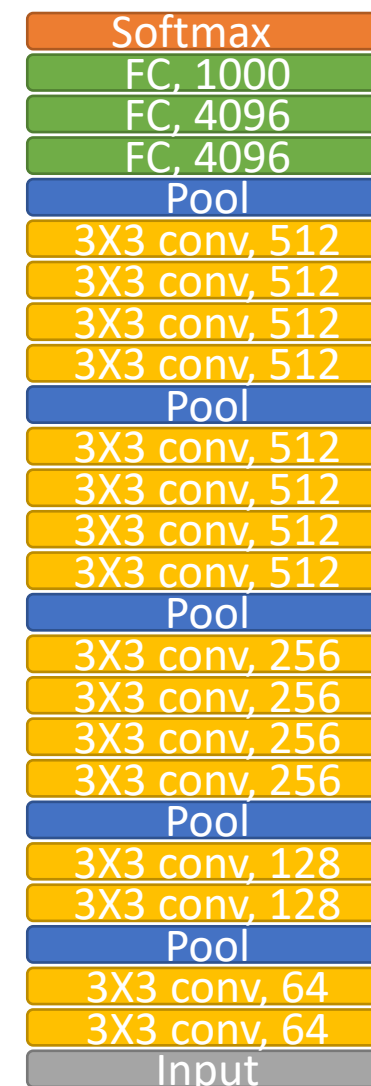 Softmax
FC, 1000
FC, 4096
FC, 4096
Pool
3X3 conv, 512
3X3 conv, 512
3X3 conv, 512
3X3 conv, 512
Pool
3X3 conv, 512
3X3 conv, 512
3X3 conv, 512
3X3 conv, 512
Pool
3X3 conv, 256
3X3 conv, 256
3X3 conv, 256
3X3 conv, 256
Pool
3X3 conv, 128
3X3 conv, 128
Pool
3X3 conv, 64
3X3 conv, 64
Input